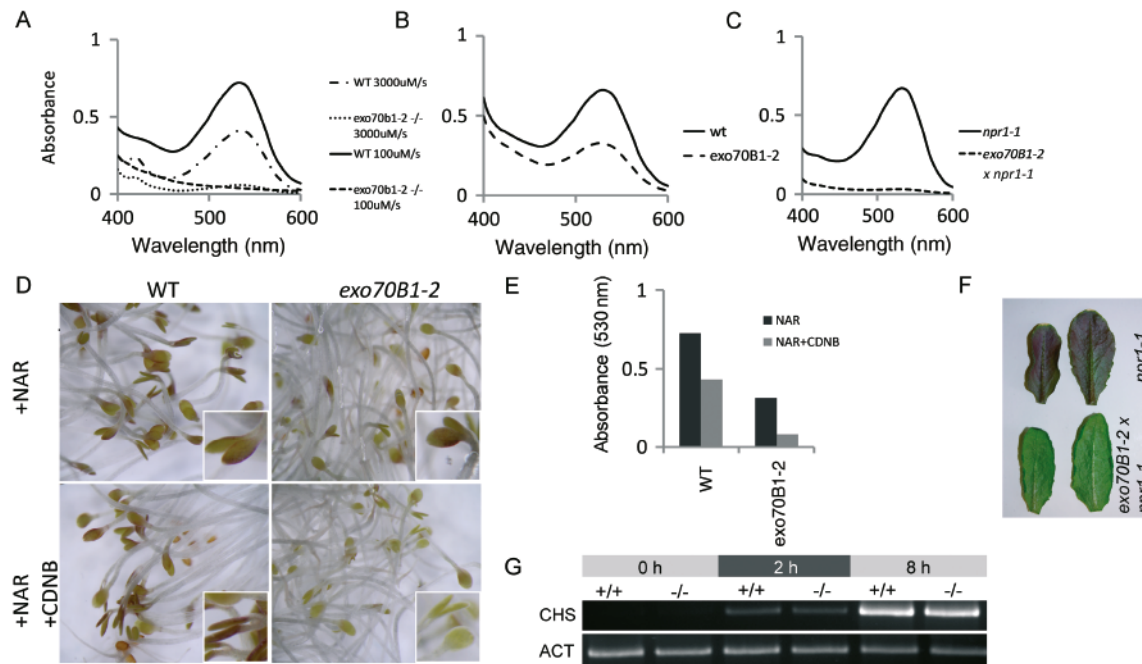 A
Absorbance
1
0.5
0
400
500
600
Wavelength (nm)
WT 3000uM/s
exo70b1-2 -/-
3000uM/s
WT 100uM/s
exo70b1-2 -/-
100uM/s
B
1
0.5
0
400
500
600
Wavelength (nm)
wt
exo70B1-2
C
1
0.5
0
400
500
600
Wavelength (nm)
npr1-1
exo70B1-2
x npr1-1
D
WT
exo70B1-2
+NAR
+NAR
+CDNB
E
Absorbance (530 nm)
1
0.5
0
NAR
NAR+CDNB
WT
exo70B1-2
F
npr1-1
exo70B1-2 x
npr1-1
G
0 h
2 h
8 h
+/+
-/-
+/+
-/-
+/+
-/-
CHS
ACT